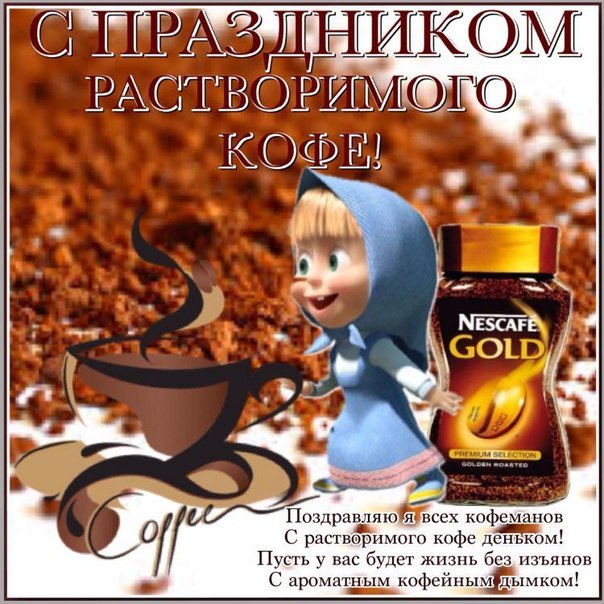 С ПРАЗДНИКОМ
РАСТВОРИМОГО
КОФЕ!
NESCAFÉ
GOLD
PREMIUM SELECTION
GOLDEN ROASTED
Coffee
Поздравляю я всех кофеманов
С растворимого кофе деньком!
Пусть у вас будет жизнь без изъянов
С ароматным кофейным дымком!